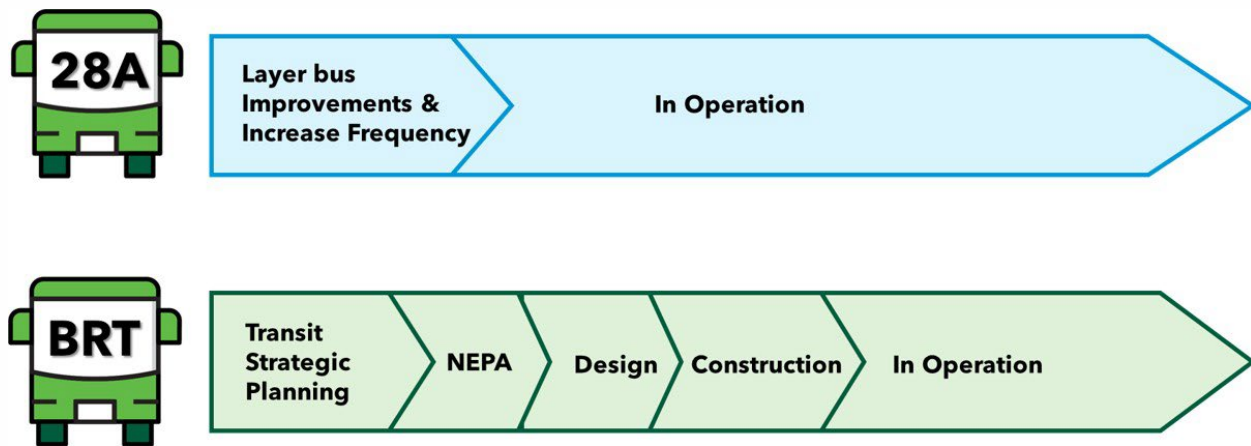 28A
Layer bus
Improvements &
Increase Frequency
In Operation
BRT
Transit
Strategic
Planning
NEPA
Design
Construction
In Operation